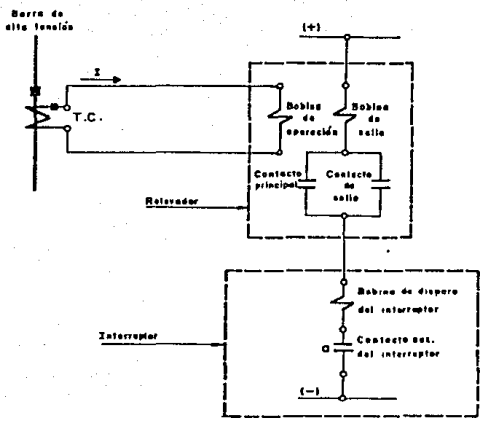 Barra de
alta tensión
(+)
I
T.C.
Bobina
de
operación
Bobina
de
sello
Contacto
principal
Contacto
de
sello
Relevador
Bobina de disparo
del interruptor
Interruptor
a
Contacto aux.
del interruptor
(-)